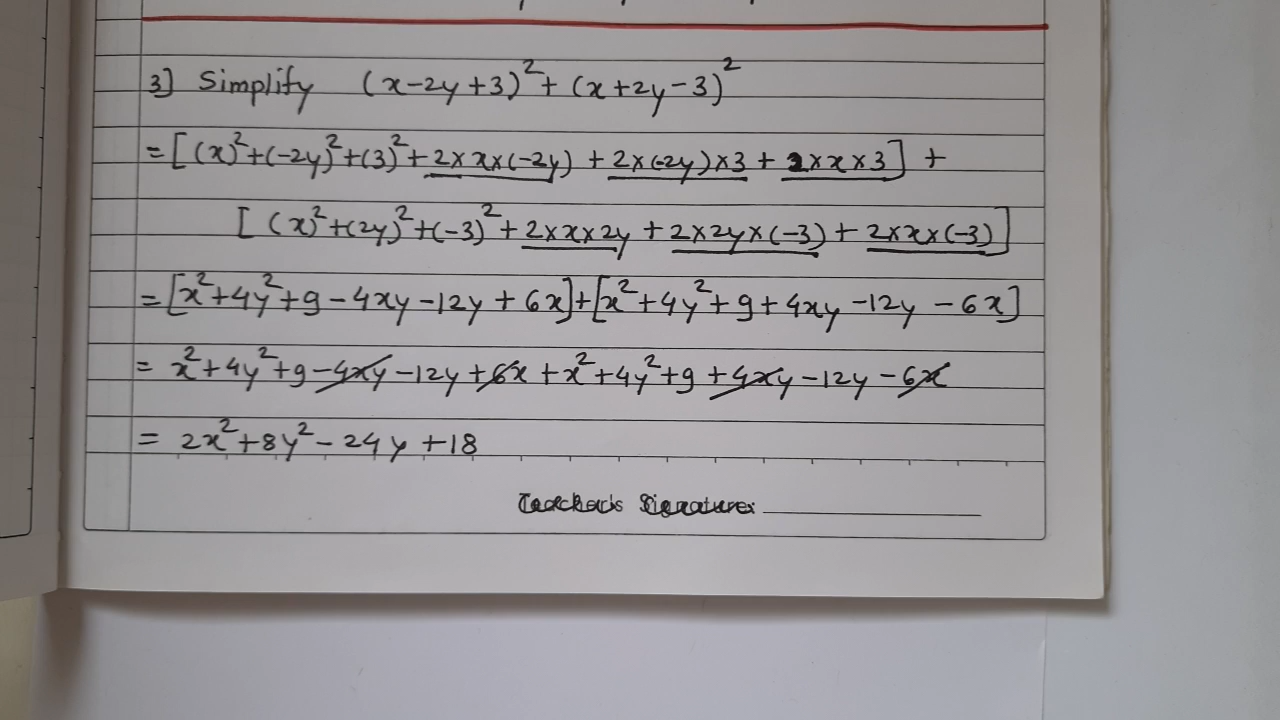 3] Simplify (x-2y+3)²+(x+2y-3)²
=[(x)²+(-2y)²+(3)²+2×x×(-2y) + 2×(-2y)×3 + 2×x×3] +
[(x)²+(2y)²+(-3)²+2×x×2y + 2×2y×(-3) + 2×x×(-3)]
=[x²+4y²+9-4xy-12y+6x]+[x²+4y²+9+4xy-12y-6x]
= x²+4y²+9-4xy-12y+6x+x²+4y²+9+4xy-12y-6x
= 2x²+8y²-24y+18
Teacher's Signature: